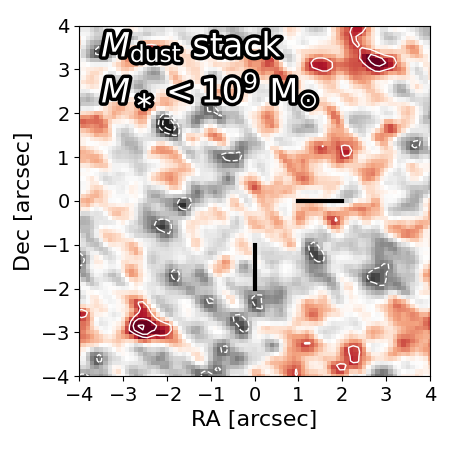 M_dust stack
M_* < 10^9 M_⊙
4
3
2
1
0
−1
−2
−3
−4
Dec [arcsec]
−4 −3 −2 −1 0 1 2 3 4
RA [arcsec]